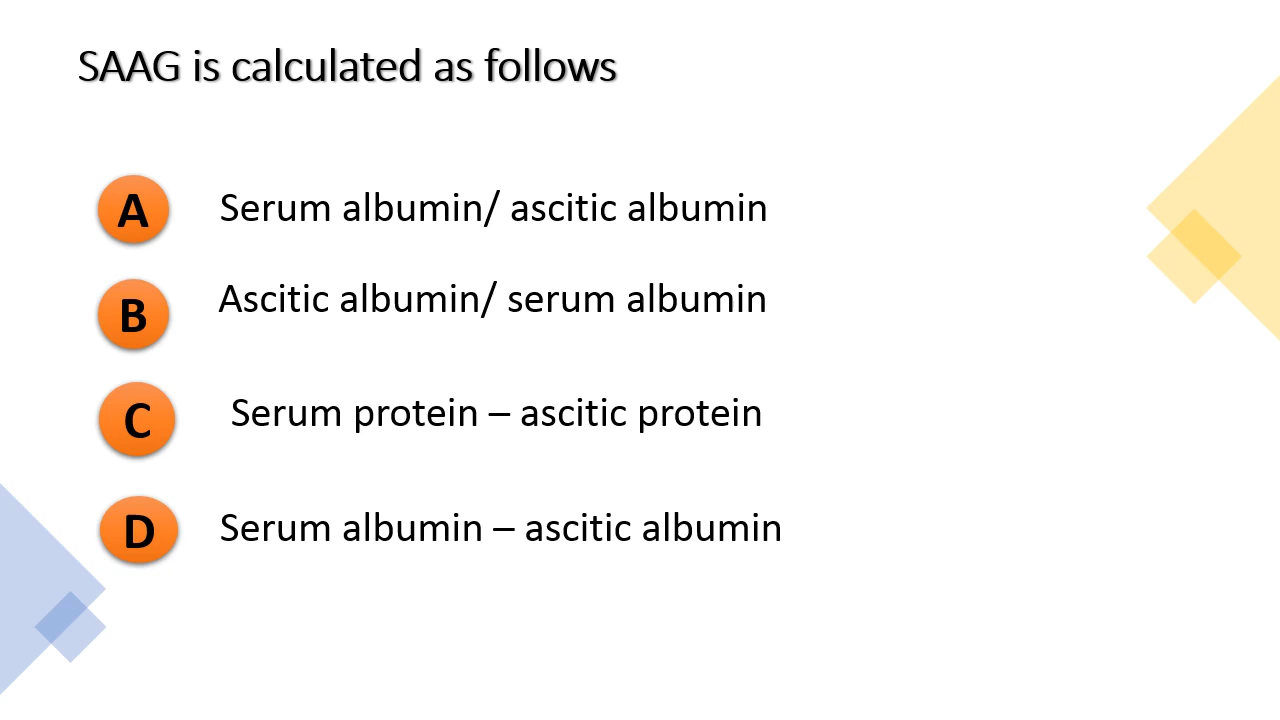 SAAG is calculated as follows
A Serum albumin/ ascitic albumin
B Ascitic albumin/ serum albumin
C Serum protein – ascitic protein
D Serum albumin – ascitic albumin